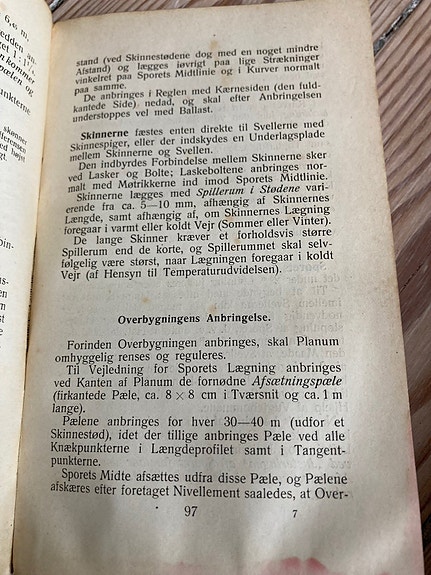 6,6 m.
edden sn.
stand (ved Skinnestødene dog med en noget mindre
Afstand) og lægges iøvrigt paa lige Strækninger
vinkelret paa Sporets Midtlinie og i Kurver normalt
paa samme.
De anbringes i Reglen med Kærnesiden (den fuld-
kantede Side) nedad, og skal efter Anbringelsen
understoppes vel med Ballast.
Skinnerne fæstes enten direkte til Svellerne med
Skinnespiger, eller der indskydes en Underlagsplade
mellem Skinnerne og Svellen.
Den indbyrdes Forbindelse mellem Skinnerne sker
ved Lasker og Bolte; Laskeboltene anbringes nor-
malt med Møtrikkerne ind imod Sporets Midtlinie.
Skinnerne lægges med Spillerum i Stødene vari-
erende fra ca. 5—10 mm, afhængig af Skinnernes
Længde, samt afhængig af, om Skinnernes Lægning
foregaar i varmt eller koldt Vejr (Sommer eller Vinter).
De lange Skinner kræver et forholdsvis større
Spillerum end de korte, og Spillerummet skal selv-
følgelig være størst, naar Lægningen foregaar i koldt
Vejr (af Hensyn til Temperaturudvidelsen).
Overbygningens Anbringelse.
Forinden Overbygningen anbringes, skal Planum
omhyggelig renses og reguleres.
Til Vejledning for Sporets Lægning anbringes
ved Kanten af Planum de fornødne Afsætningspæle
(firkantede Pæle, ca. 8 × 8 cm i Tværsnit og ca. 1 m
lange).
Pælene anbringes for hver 30—40 m (udfor et
Skinnestød), idet der tillige anbringes Pæle ved alle
Knækpunkterne i Længdeprofilet samt i Tangent-
punkterne.
Sporets Midte afsættes udfra disse Pæle, og Pælene
afskæres efter foretaget Nivellement saaledes, at Over-
97
7